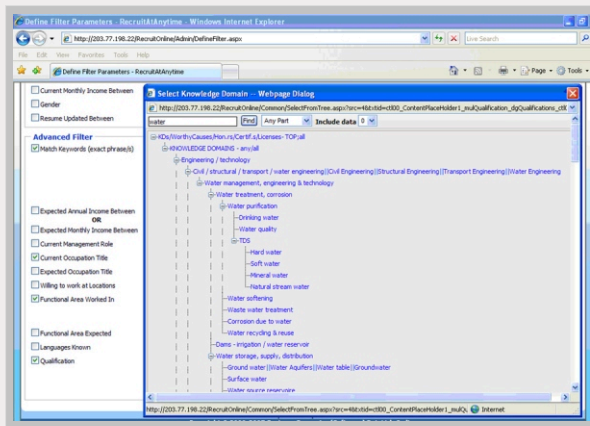 Define Filter Parameters - RecruitAtAnytime - Windows Internet Explorer
http://203.77.198.22/RecruitOnline/Admin/DefineFilter.aspx
Live Search
File Edit View Favorites Tools Help
Define Filter Parameters - RecruitAtAnytime
Page Tools
Current Monthly Income Between
Gender
Resume Updated Between
Advanced Filter
Match Keywords (exact phrase/s)
Expected Annual Income Between
OR
Expected Monthly Income Between
Current Management Role
Current Occupation Title
Expected Occupation Title
Willing to work at Locations
Functional Area Worked In
Functional Area Expected
Languages Known
Qualification
Select Knowledge Domain -- Webpage Dialog
http://203.77.198.22/RecruitOnline/Common/SelectFromTree.aspx?src=4&txtid=ctl00_ContentPlaceHolder1_mulQualification_dgQualifications_ctl
water Find Any Part Include data 0
KDs/WorthyCauses/Hon.rs/Certif.s/Licenses- TOP;all
KNOWLEDGE DOMAINS - any/all
Engineering / technology
Civil / structural / transport / water engineering||Civil Engineering||Structural Engineering||Transport Engineering||Water Engineering
Water management, engineering & technology
Water treatment, corrosion
Water purification
Drinking water
Water quality
TDS
Hard water
Soft water
Mineral water
Natural stream water
Water softening
Waste water treatment
Corrosion due to water
Water recycling & reuse
Dams - irrigation / water reservoir
Water storage, supply, distribution
Ground water||Water Aquifers||Water table||Groundwater
Surface water
Water source reservoire
http://203.77.198.22/RecruitOnline/Common/SelectFromTree.aspx?src=4&txtid=ctl00_ContentPlaceHolder1_mulQu Internet